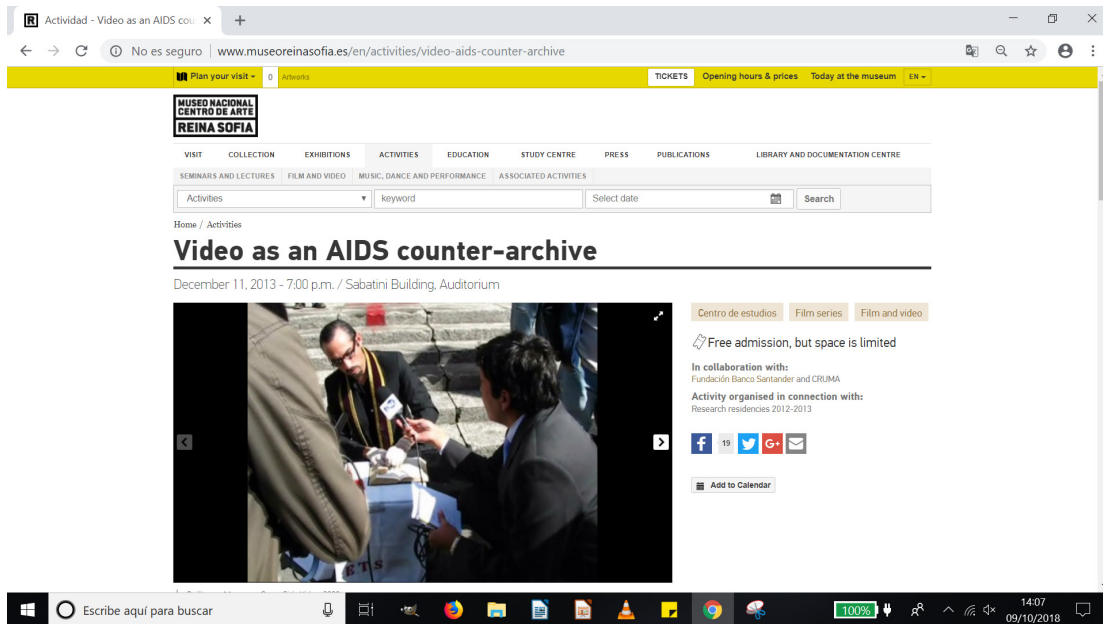 Actividad - Video as an AIDS cou
No es seguro | www.museoreinasofia.es/en/activities/video-aids-counter-archive
Plan your visit 0 Artworks TICKETS Opening hours & prices Today at the museum EN
MUSEO NACIONAL
CENTRO DE ARTE
REINA SOFIA
VISIT COLLECTION EXHIBITIONS ACTIVITIES EDUCATION STUDY CENTRE PRESS PUBLICATIONS LIBRARY AND DOCUMENTATION CENTRE
SEMINARS AND LECTURES FILM AND VIDEO MUSIC, DANCE AND PERFORMANCE ASSOCIATED ACTIVITIES
Activities keyword Select date Search
Home / Activities
Video as an AIDS counter-archive
December 11, 2013 - 7:00 p.m. / Sabatini Building, Auditorium
Centro de estudios Film series Film and video
Free admission, but space is limited
In collaboration with:
Fundación Banco Santander and CRUMA
Activity organised in connection with:
Research residencies 2012-2013
f 19 G+
Add to Calendar
ETS
Escribe aquí para buscar 100% 14:07
09/10/2018